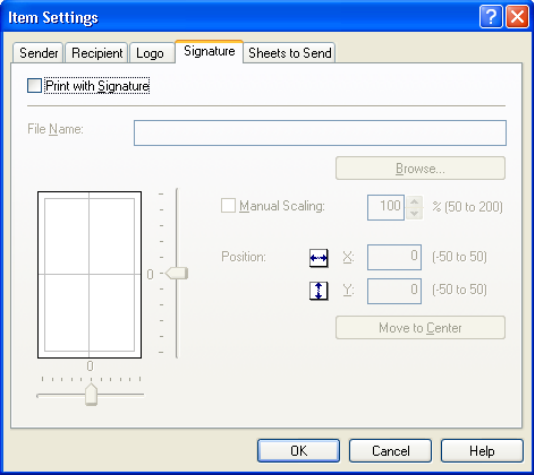 Item Settings
Sender Recipient Logo Signature Sheets to Send
Print with Signature
File Name:
Browse...
Manual Scaling: 100 % (50 to 200)
Position: X: 0 (-50 to 50)
0
Y: 0 (-50 to 50)
Move to Center
0
OK Cancel Help